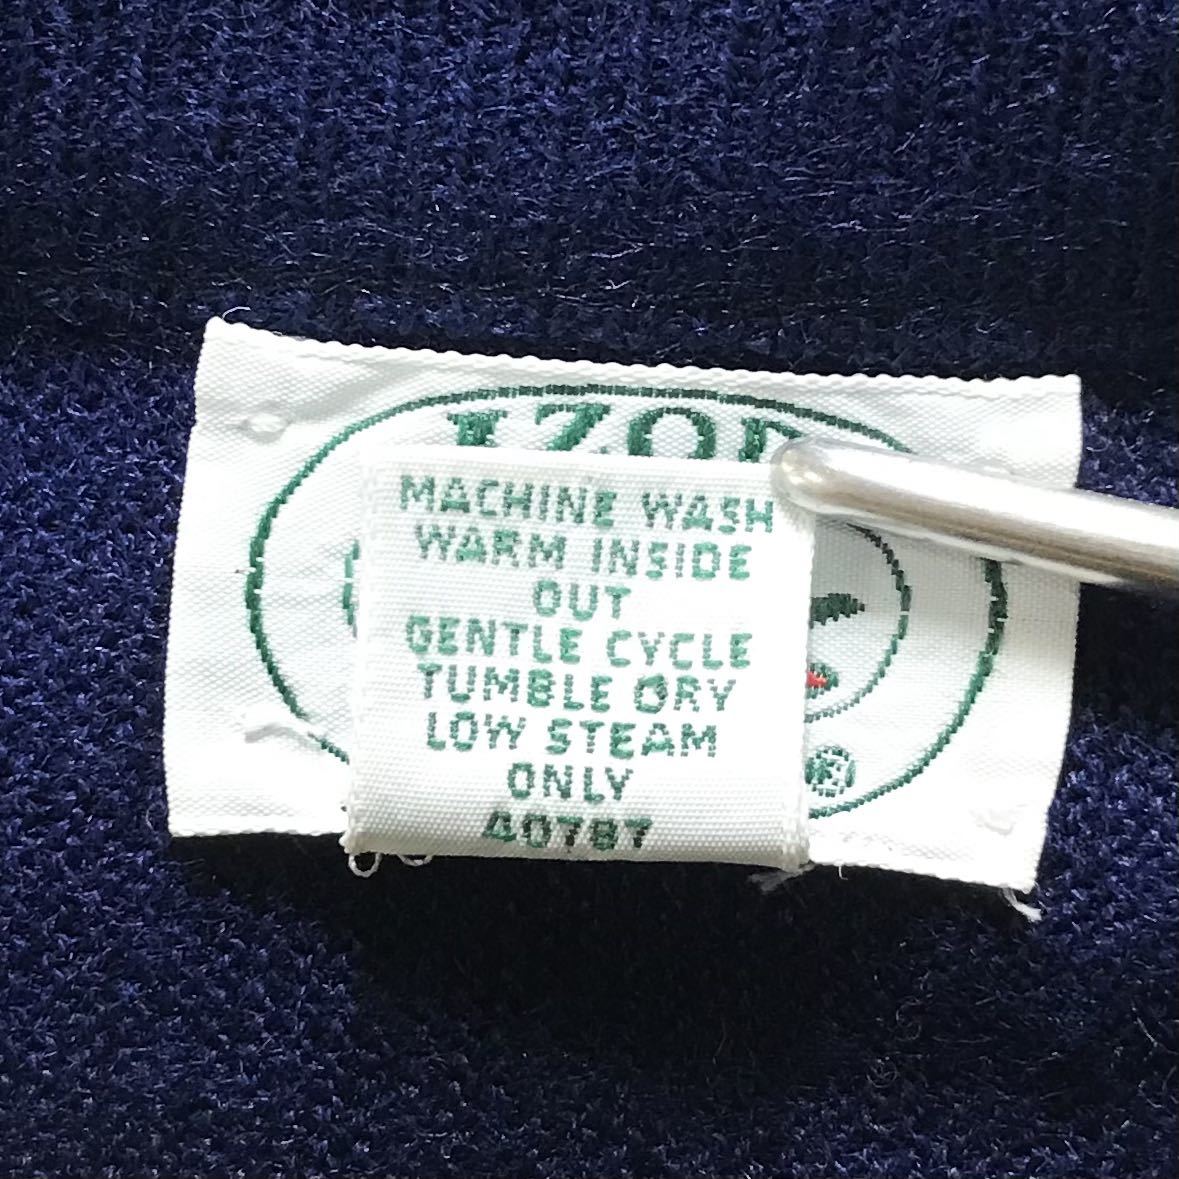 IZOD
MACHINE WASH
WARM INSIDE
OUT
GENTLE CYCLE
TUMBLE DRY
LOW STEAM
ONLY
40787
®